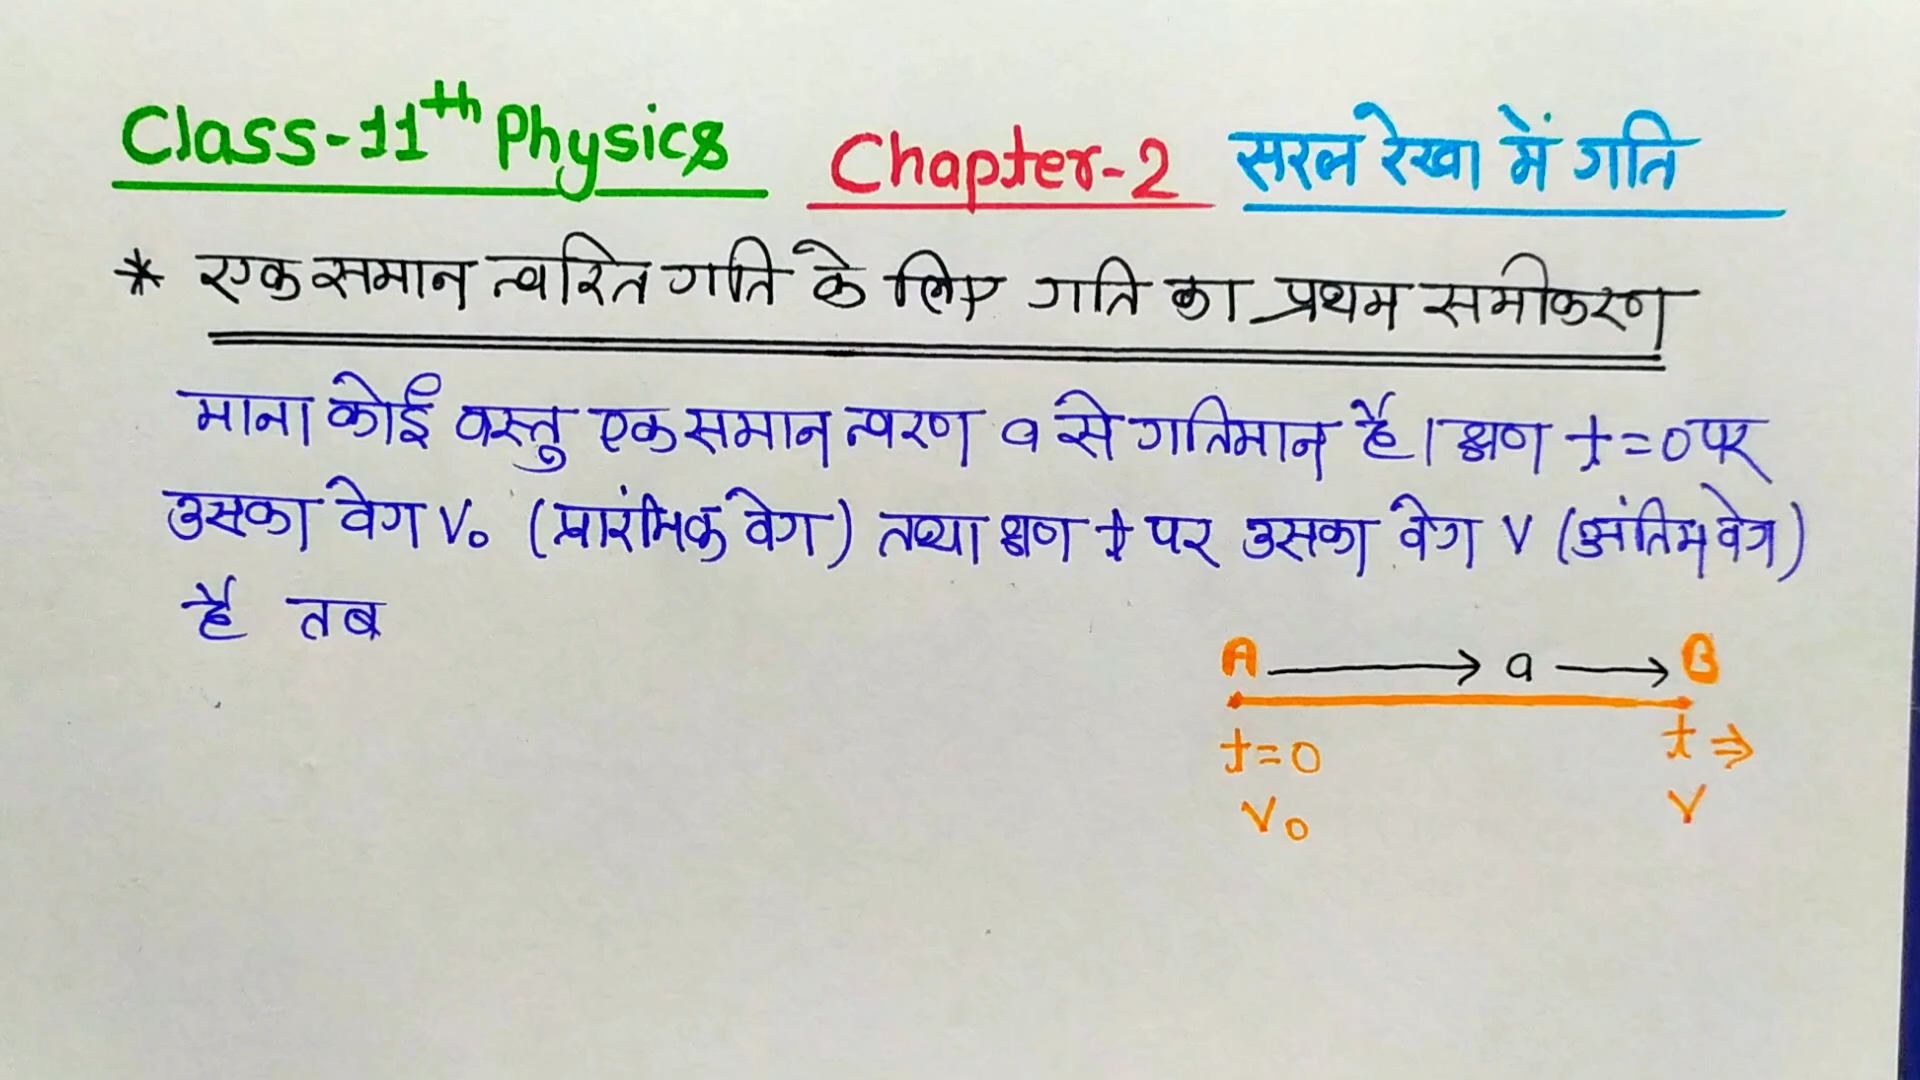 Class-11th Physics Chapter-2 सरल रेखा में गति
* एकसमान त्वरित गति के लिए गति का प्रथम समीकरण
माना कोई वस्तु एकसमान त्वरण a से गतिमान है। क्षण t=0 पर
उसका वेग V₀ (प्रारंभिक वेग) तथा क्षण t पर उसका वेग V (अंतिम वेग)
है तब
A → a → B
t=0 t ⇒
V₀ V